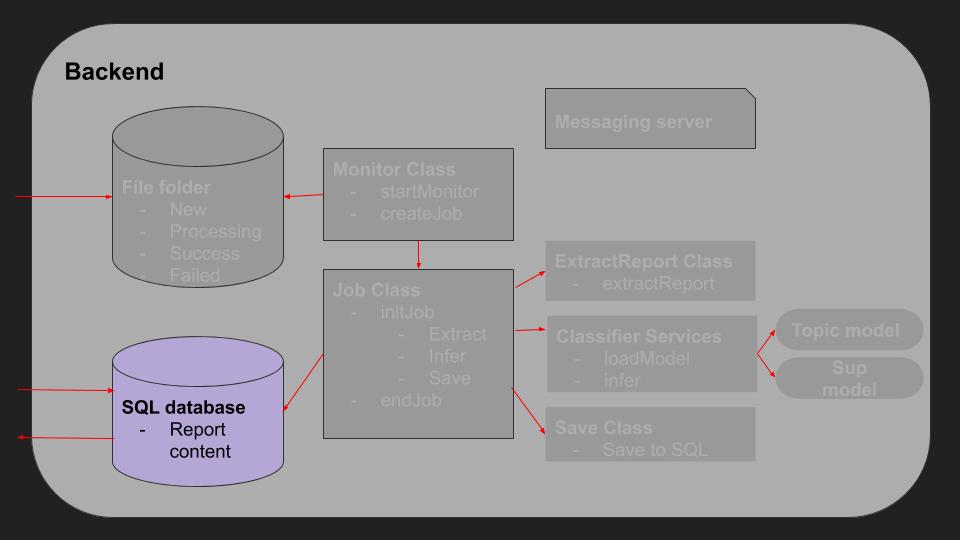 Backend
File folder
- New
- Processing
- Success
- Failed
Monitor Class
- startMonitor
- createJob
Messaging server
Job Class
- initJob
- Extract
- Infer
- Save
- endJob
ExtractReport Class
- extractReport
Classifier Services
- loadModel
- infer
Topic model
Sup
model
Save Class
- Save to SQL
SQL database
- Report
content